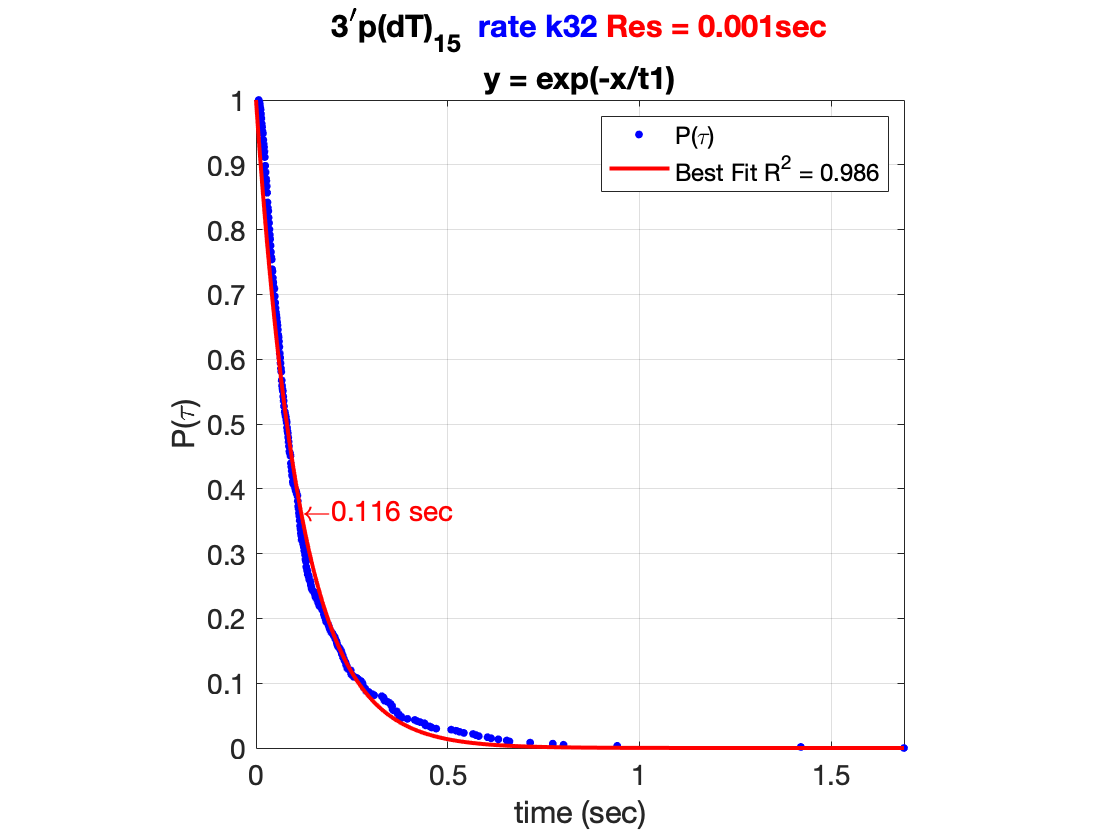 3′p(dT)15 rate k32 Res = 0.001sec
y = exp(-x/t1)
P(τ)
Best Fit R2 = 0.986
1
0.9
0.8
0.7
0.6
0.5
0.4
0.3
0.2
0.1
0
P(τ)
←0.116 sec
0 0.5 1 1.5
time (sec)